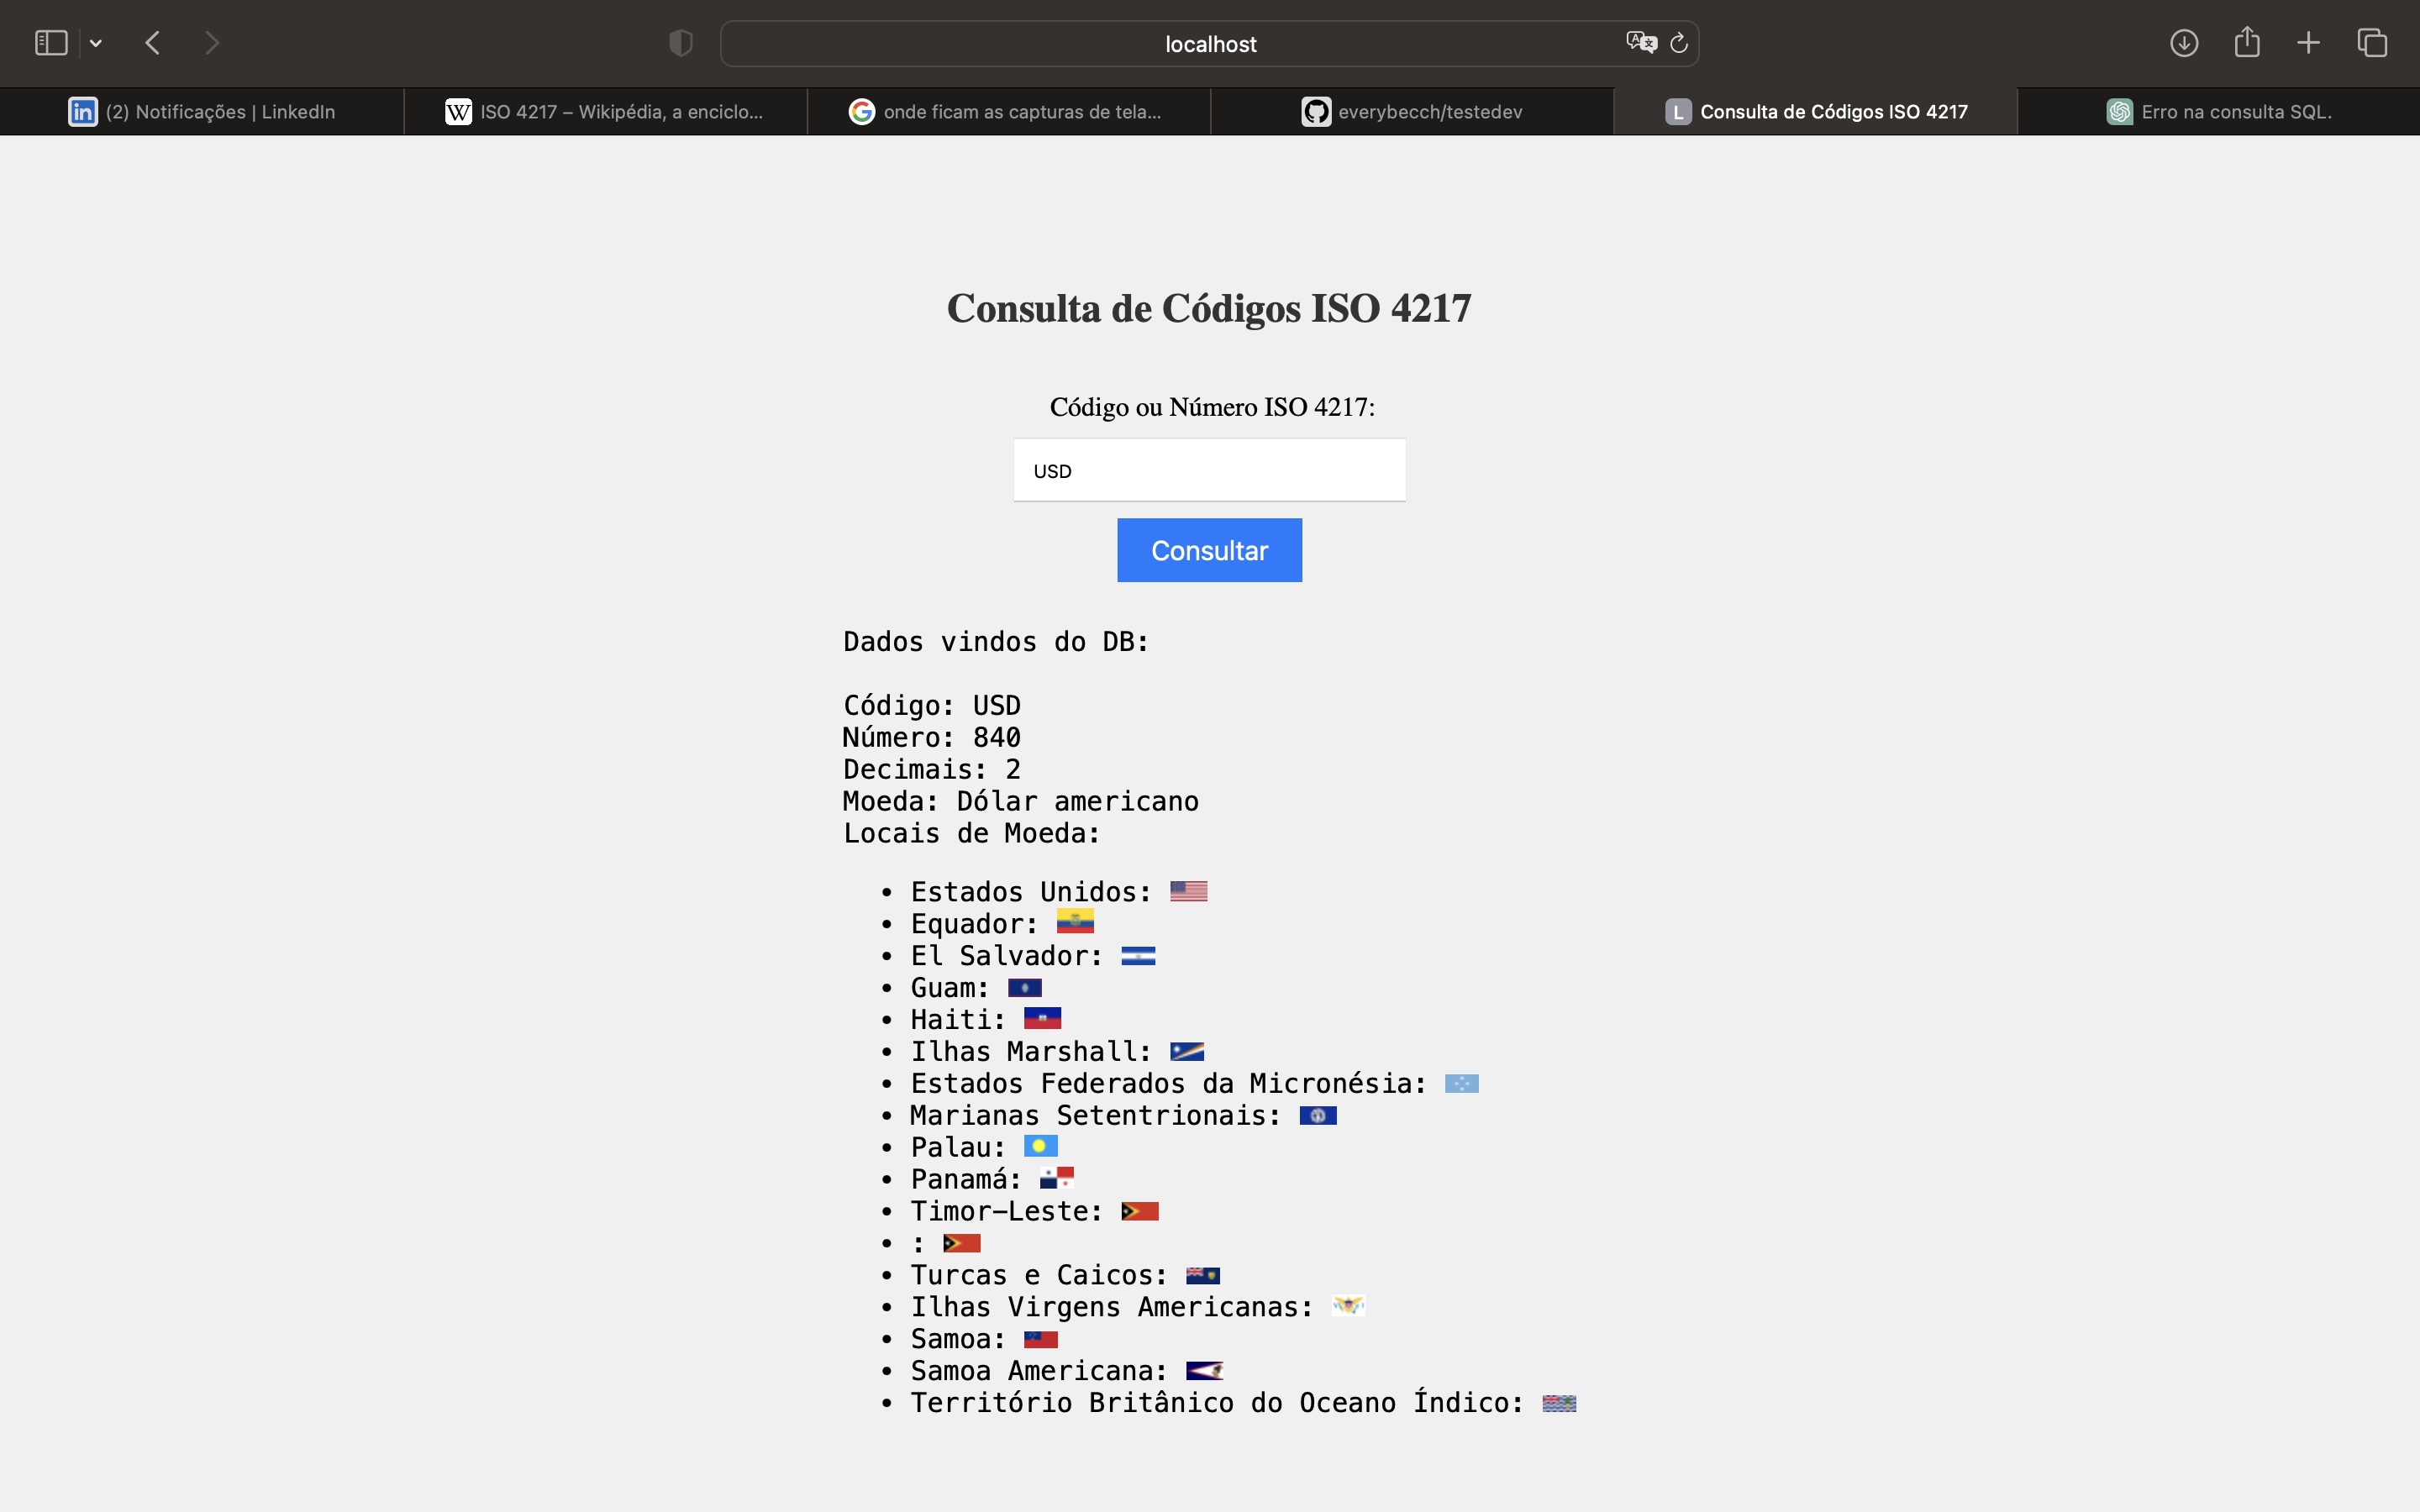 localhost
(2) Notificações | LinkedIn
ISO 4217 – Wikipédia, a enciclo...
onde ficam as capturas de tela...
everybecch/testedev
L Consulta de Códigos ISO 4217
Erro na consulta SQL.
Consulta de Códigos ISO 4217
Código ou Número ISO 4217:
USD
Consultar
Dados vindos do DB:
Código: USD
Número: 840
Decimais: 2
Moeda: Dólar americano
Locais de Moeda:
• Estados Unidos:
• Equador:
• El Salvador:
• Guam:
• Haiti:
• Ilhas Marshall:
• Estados Federados da Micronésia:
• Marianas Setentrionais:
• Palau:
• Panamá:
• Timor-Leste:
• :
• Turcas e Caicos:
• Ilhas Virgens Americanas:
• Samoa:
• Samoa Americana:
• Território Britânico do Oceano Índico: